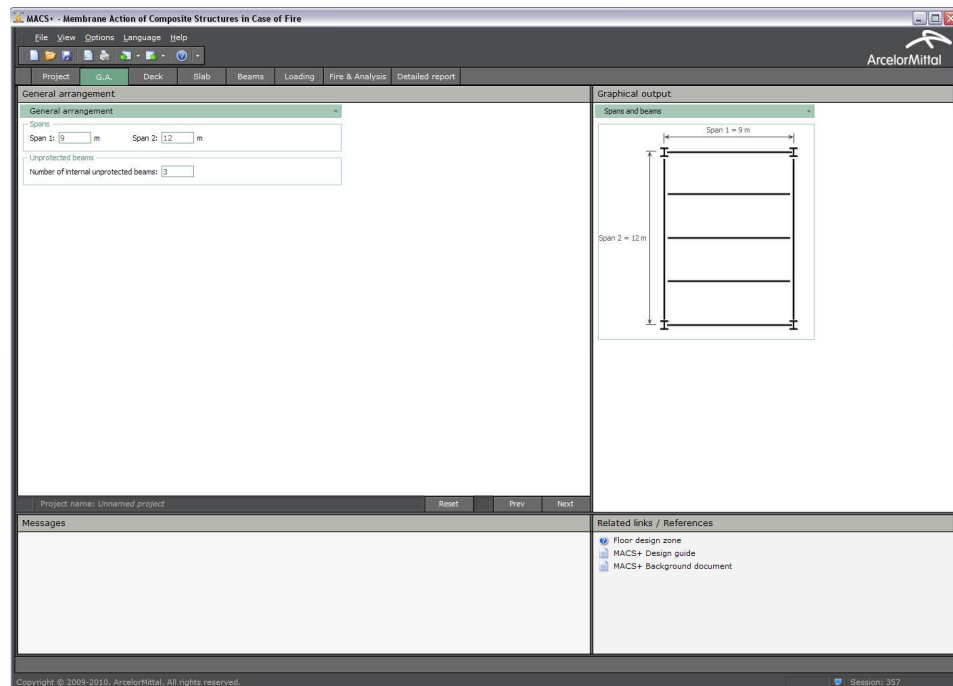 MACS+ - Membrane Action of Composite Structures in Case of Fire
File View Options Language Help
ArcelorMittal
Project G.A. Deck Slab Beams Loading Fire & Analysis Detailed report
General arrangement
General arrangement
Spans
Span 1: 9 m Span 2: 12 m
Unprotected beams
Number of internal unprotected beams: 3
Graphical output
Spans and beams
Span 1 = 9 m
Span 2 = 12 m
Project name: Unnamed project
Reset Prev Next
Messages
Related links / References
Floor design zone
MACS+ Design guide
MACS+ Background document
Copyright © 2009-2010. ArcelorMittal. All rights reserved.
Session: 357